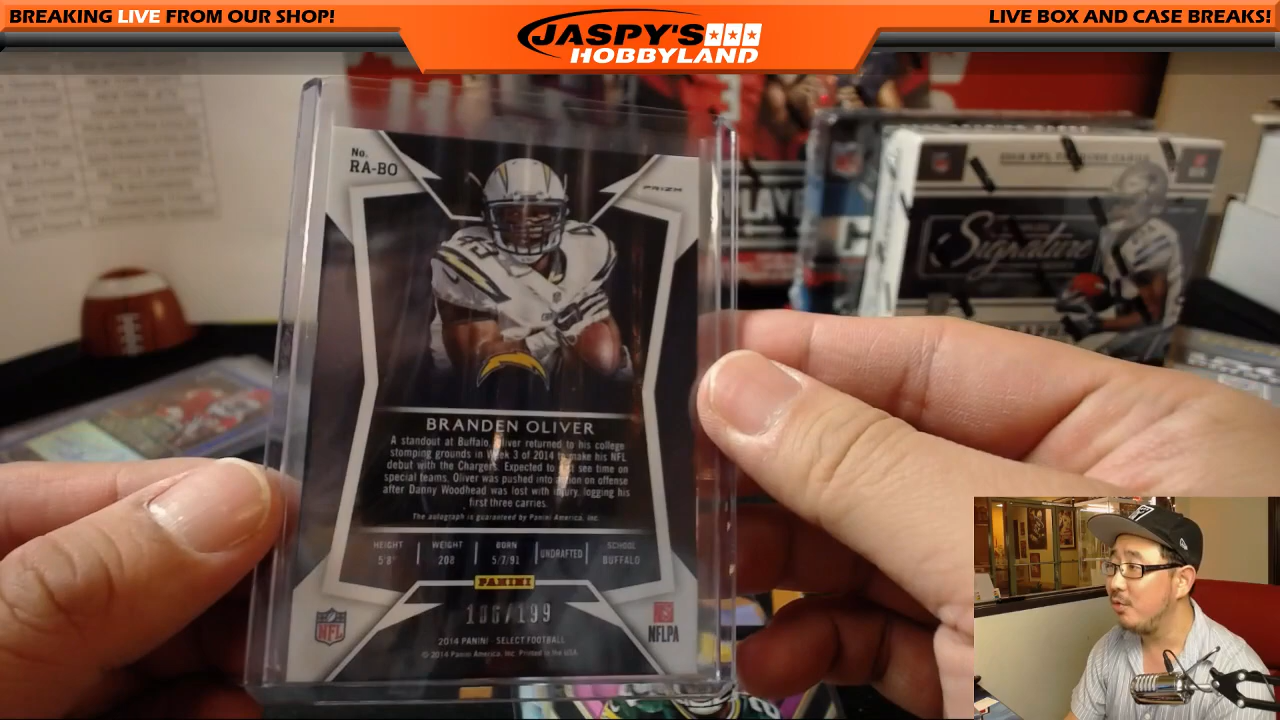 BREAKING LIVE FROM OUR SHOP!
JASPY'S
HOBBYLAND
LIVE BOX AND CASE BREAKS!
No.
RA-BO
PRIZM
BRANDEN OLIVER
A standout at Buffalo, Oliver returned to his college
stomping grounds in Week 3 of 2014 to make his NFL
debut with the Chargers. Expected to just see time on
special teams, Oliver was pushed into action on offense
after Danny Woodhead was lost with injury, logging his
first three carries.
The autograph is guaranteed by Panini America, Inc.
HEIGHT WEIGHT BORN UNDRAFTED SCHOOL
5'8" 208 5/7/91 BUFFALO
PANINI
/199
NFL
NFLPA
2014 PANINI - SELECT FOOTBALL
© 2014 Panini America, Inc. Printed in the USA.
Signature